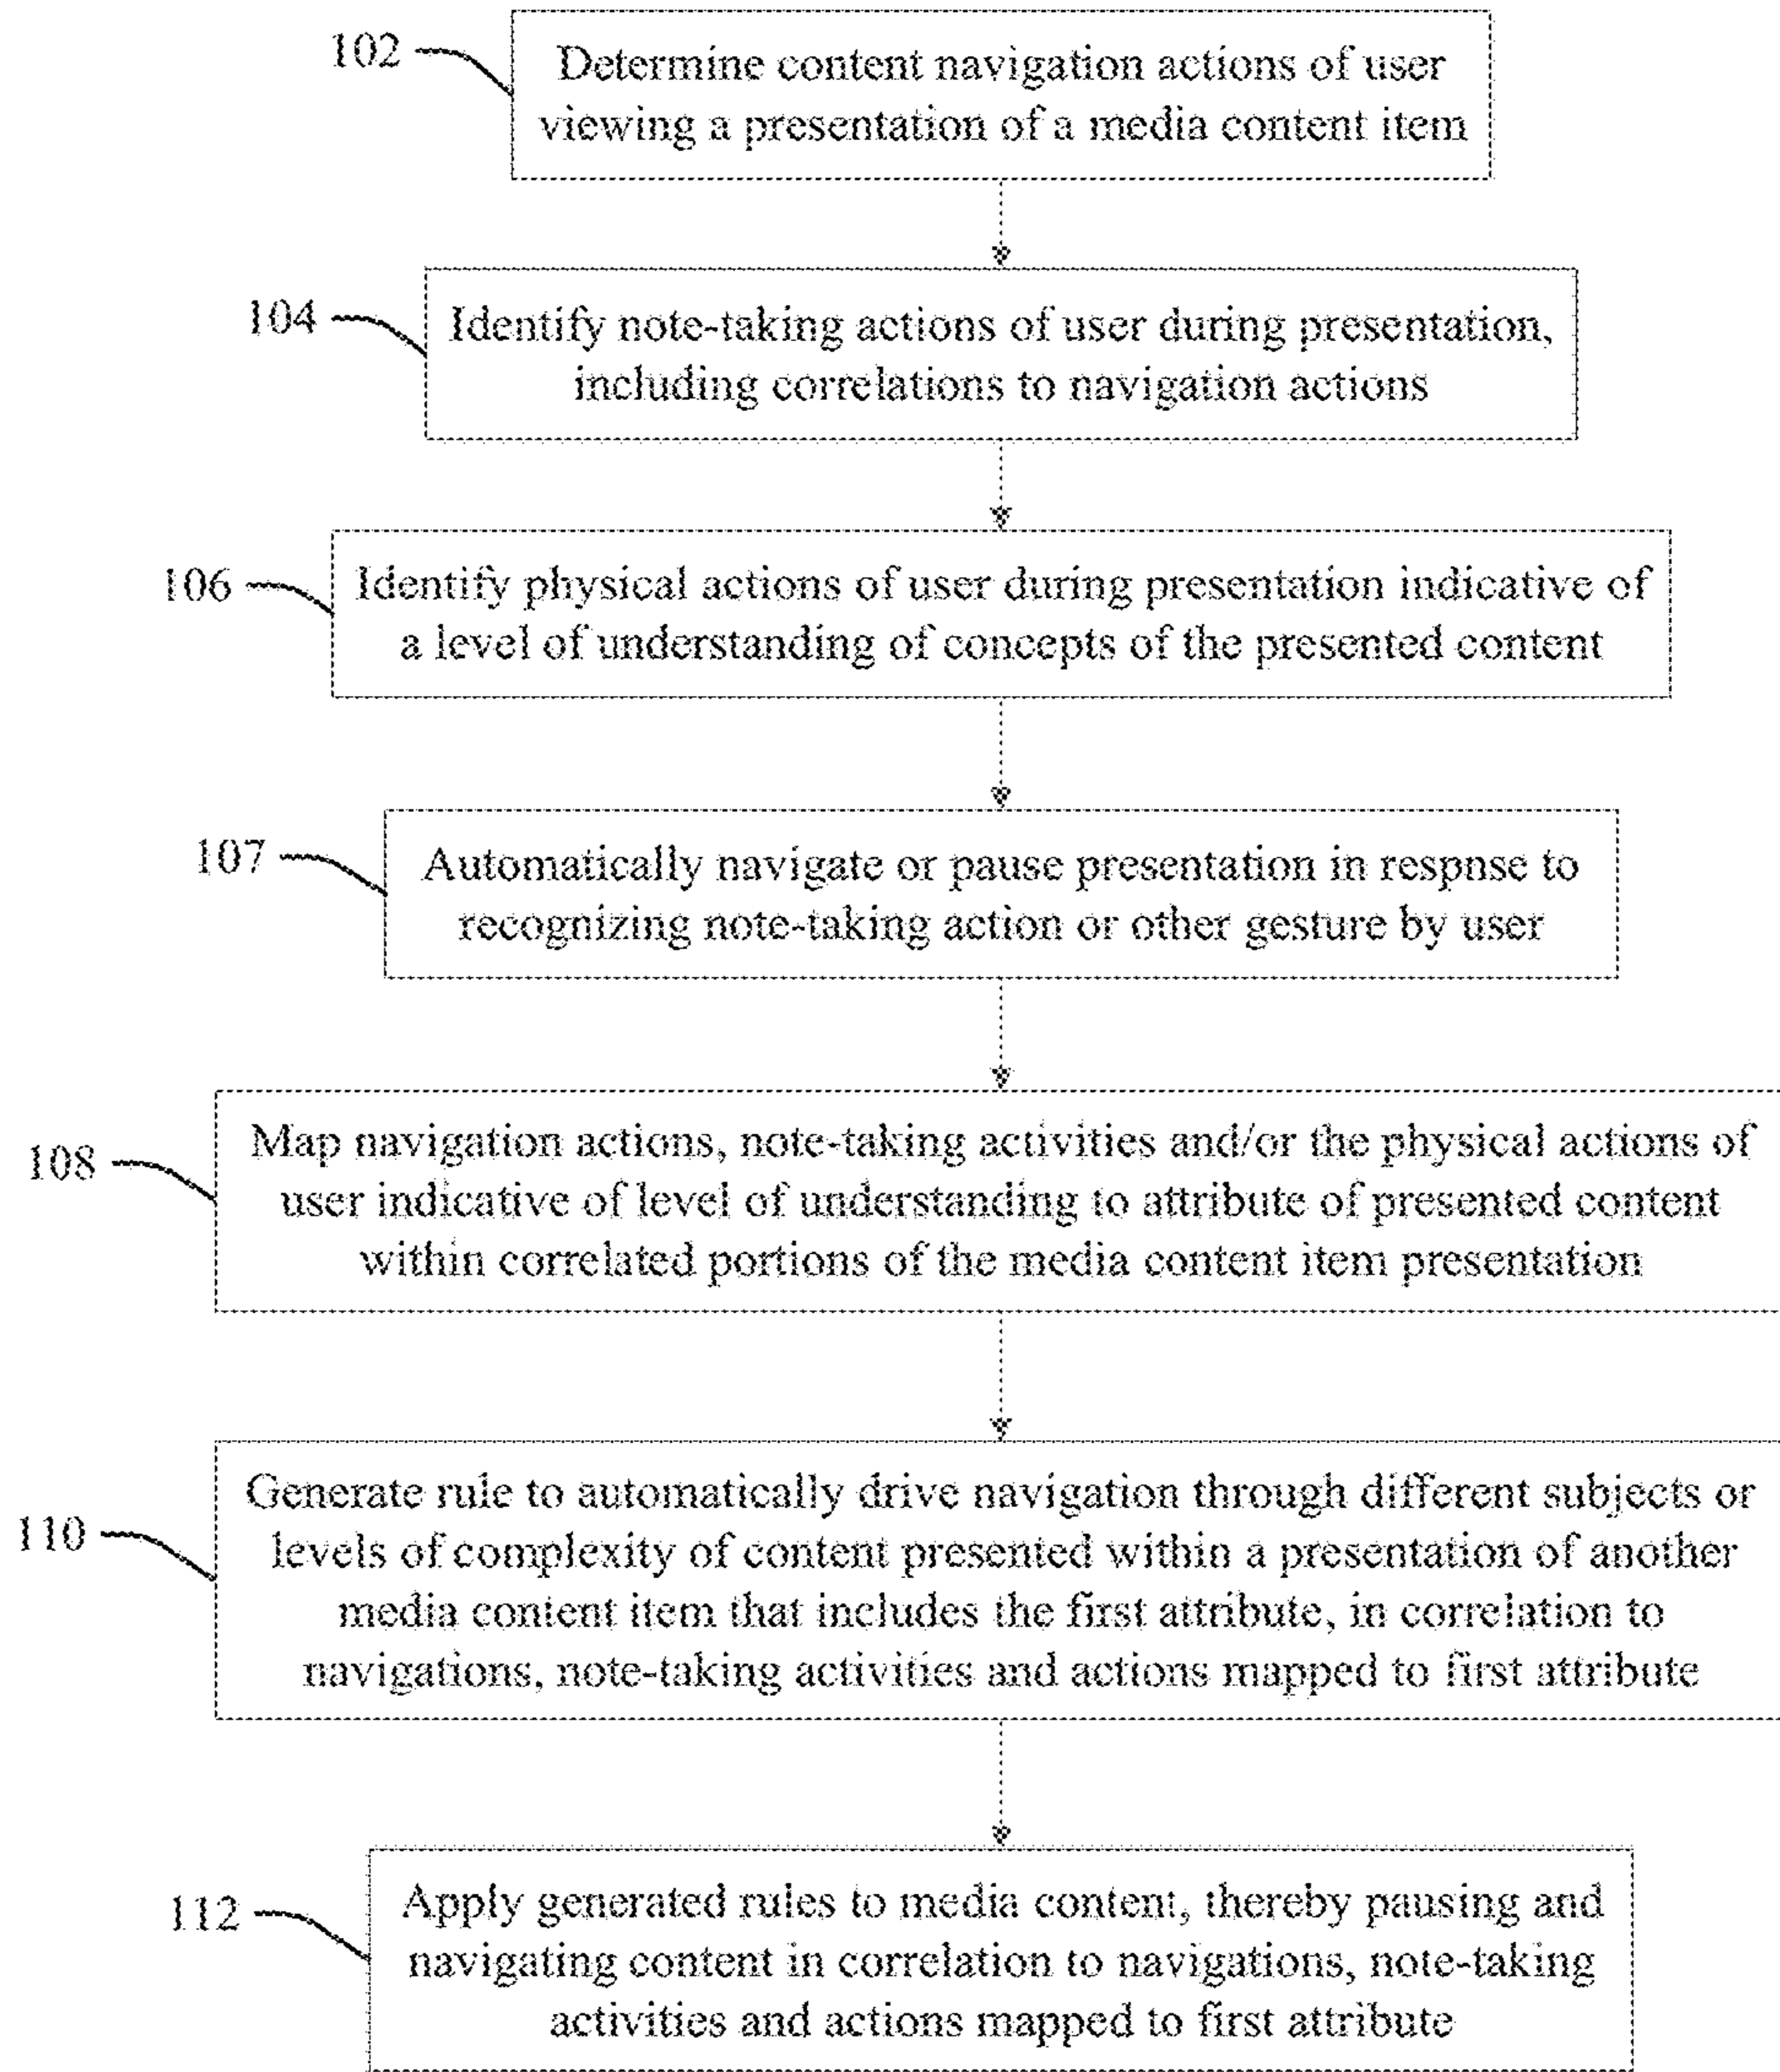 102
Determine content navigation actions of user
viewing a presentation of a media content item
104
Identify note-taking actions of user during presentation,
including correlations to navigation actions
106
Identify physical actions of user during presentation indicative of
a level of understanding of concepts of the presented content
107
Automatically navigate or pause presentation in respnse to
recognizing note-taking action or other gesture by user
108
Map navigation actions, note-taking activities and/or the physical actions of
user indicative of level of understanding to attribute of presented content
within correlated portions of the media content item presentation
110
Generate rule to automatically drive navigation through different subjects or
levels of complexity of content presented within a presentation of another
media content item that includes the first attribute, in correlation to
navigations, note-taking activities and actions mapped to first attribute
112
Apply generated rules to media content, thereby pausing and
navigating content in correlation to navigations, note-taking
activities and actions mapped to first attribute